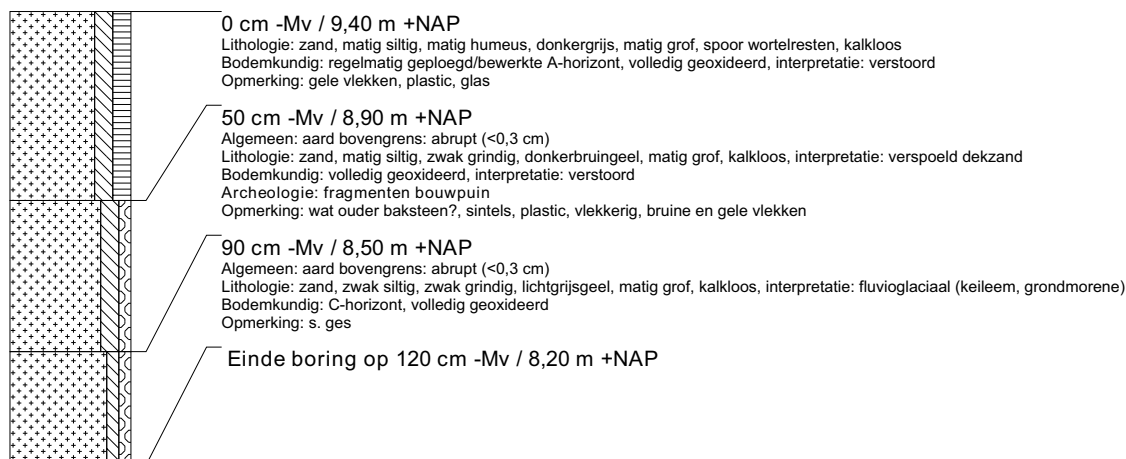 0 cm -Mv / 9,40 m +NAP
Lithologie: zand, matig siltig, matig humeus, donkergrijs, matig grof, spoor wortelresten, kalkloos
Bodemkundig: regelmatig geploegd/bewerkte A-horizont, volledig geoxideerd, interpretatie: verstoord
Opmerking: gele vlekken, plastic, glas
50 cm -Mv / 8,90 m +NAP
Algemeen: aard bovengrens: abrupt (<0,3 cm)
Lithologie: zand, matig siltig, zwak grindig, donkerbruingeel, matig grof, kalkloos, interpretatie: verspoeld dekzand
Bodemkundig: volledig geoxideerd, interpretatie: verstoord
Archeologie: fragmenten bouwpuin
Opmerking: wat ouder baksteen?, sintels, plastic, vlekkerig, bruine en gele vlekken
90 cm -Mv / 8,50 m +NAP
Algemeen: aard bovengrens: abrupt (<0,3 cm)
Lithologie: zand, zwak siltig, zwak grindig, lichtgrijsgeel, matig grof, kalkloos, interpretatie: fluvioglaciaal (keileem, grondmorene)
Bodemkundig: C-horizont, volledig geoxideerd
Opmerking: s. ges
Einde boring op 120 cm -Mv / 8,20 m +NAP